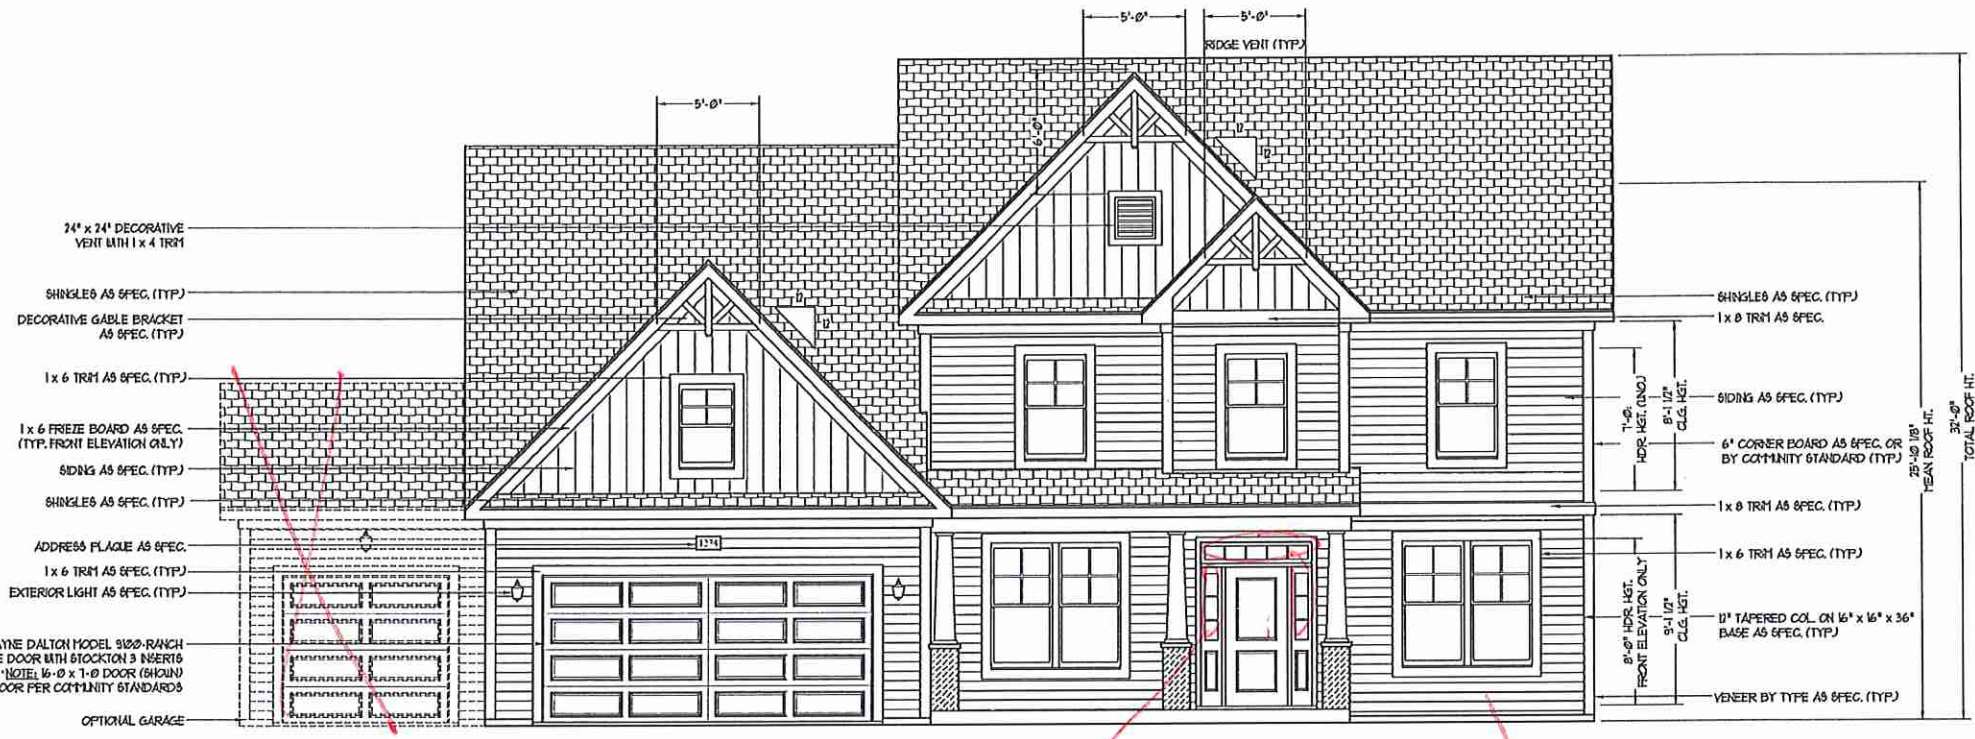 5'-0"
5'-0"
RIDGE VENT (TYP.)
5'-0"
6'-0"
12
12
24" x 24" DECORATIVE
VENT WITH 1 x 4 TRIM
SHINGLES AS SPEC. (TYP.)
DECORATIVE GABLE BRACKET
AS SPEC. (TYP.)
12
12
1 x 6 TRIM AS SPEC. (TYP.)
1 x 6 FRIEZE BOARD AS SPEC.
(TYP. FRONT ELEVATION ONLY)
SIDING AS SPEC. (TYP.)
SHINGLES AS SPEC. (TYP.)
ADDRESS PLAQUE AS SPEC.
1234
1 x 6 TRIM AS SPEC. (TYP.)
EXTERIOR LIGHT AS SPEC. (TYP.)
YNE DALTON MODEL 9100-RANCH
E DOOR WITH STOCKTON 3 INSERTS
NOTE: 16-0 x 7-0 DOOR (SHOWN)
OOR PER COMMUNITY STANDARDS
OPTIONAL GARAGE
SHINGLES AS SPEC. (TYP.)
1 x 8 TRIM AS SPEC.
SIDING AS SPEC. (TYP.)
6" CORNER BOARD AS SPEC. OR
BY COMMUNITY STANDARD (TYP.)
1 x 8 TRIM AS SPEC. (TYP.)
1 x 6 TRIM AS SPEC. (TYP.)
12" TAPERED COL. ON 16" x 16" x 36"
BASE AS SPEC. (TYP.)
VENEER BY TYPE AS SPEC. (TYP.)
7'-0"
HDR. HGT. (UNO.)
8'-1 1/2"
CLG. HGT.
8'-0" HDR. HGT.
FRONT ELEVATION ONLY
9'-1 1/2"
CLG. HGT.
25'-10 1/8"
MEAN ROOF HT.
32'-0"
TOTAL ROOF HT.